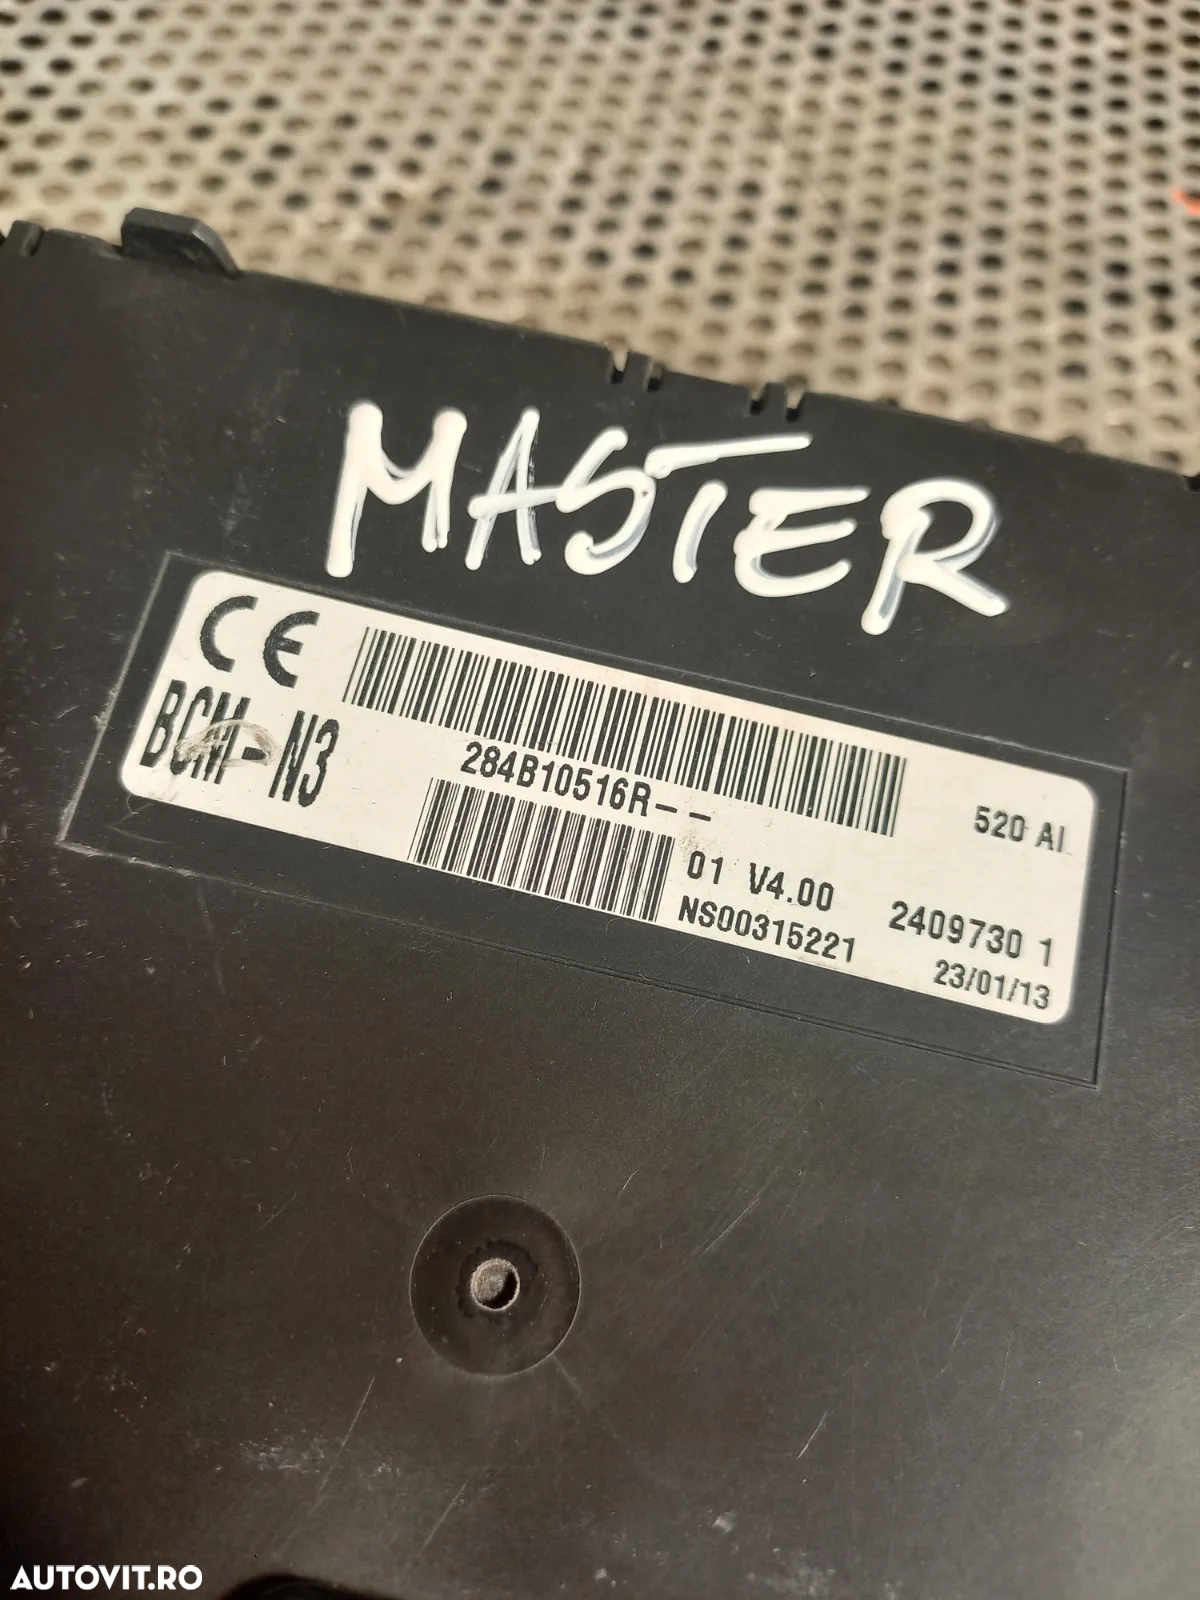 MASTER
CE
BCM-N3
284B10516R--
520 AI
01 V4.00
2409730 1
NS00315221
23/01/13
AUTOVIT.RO